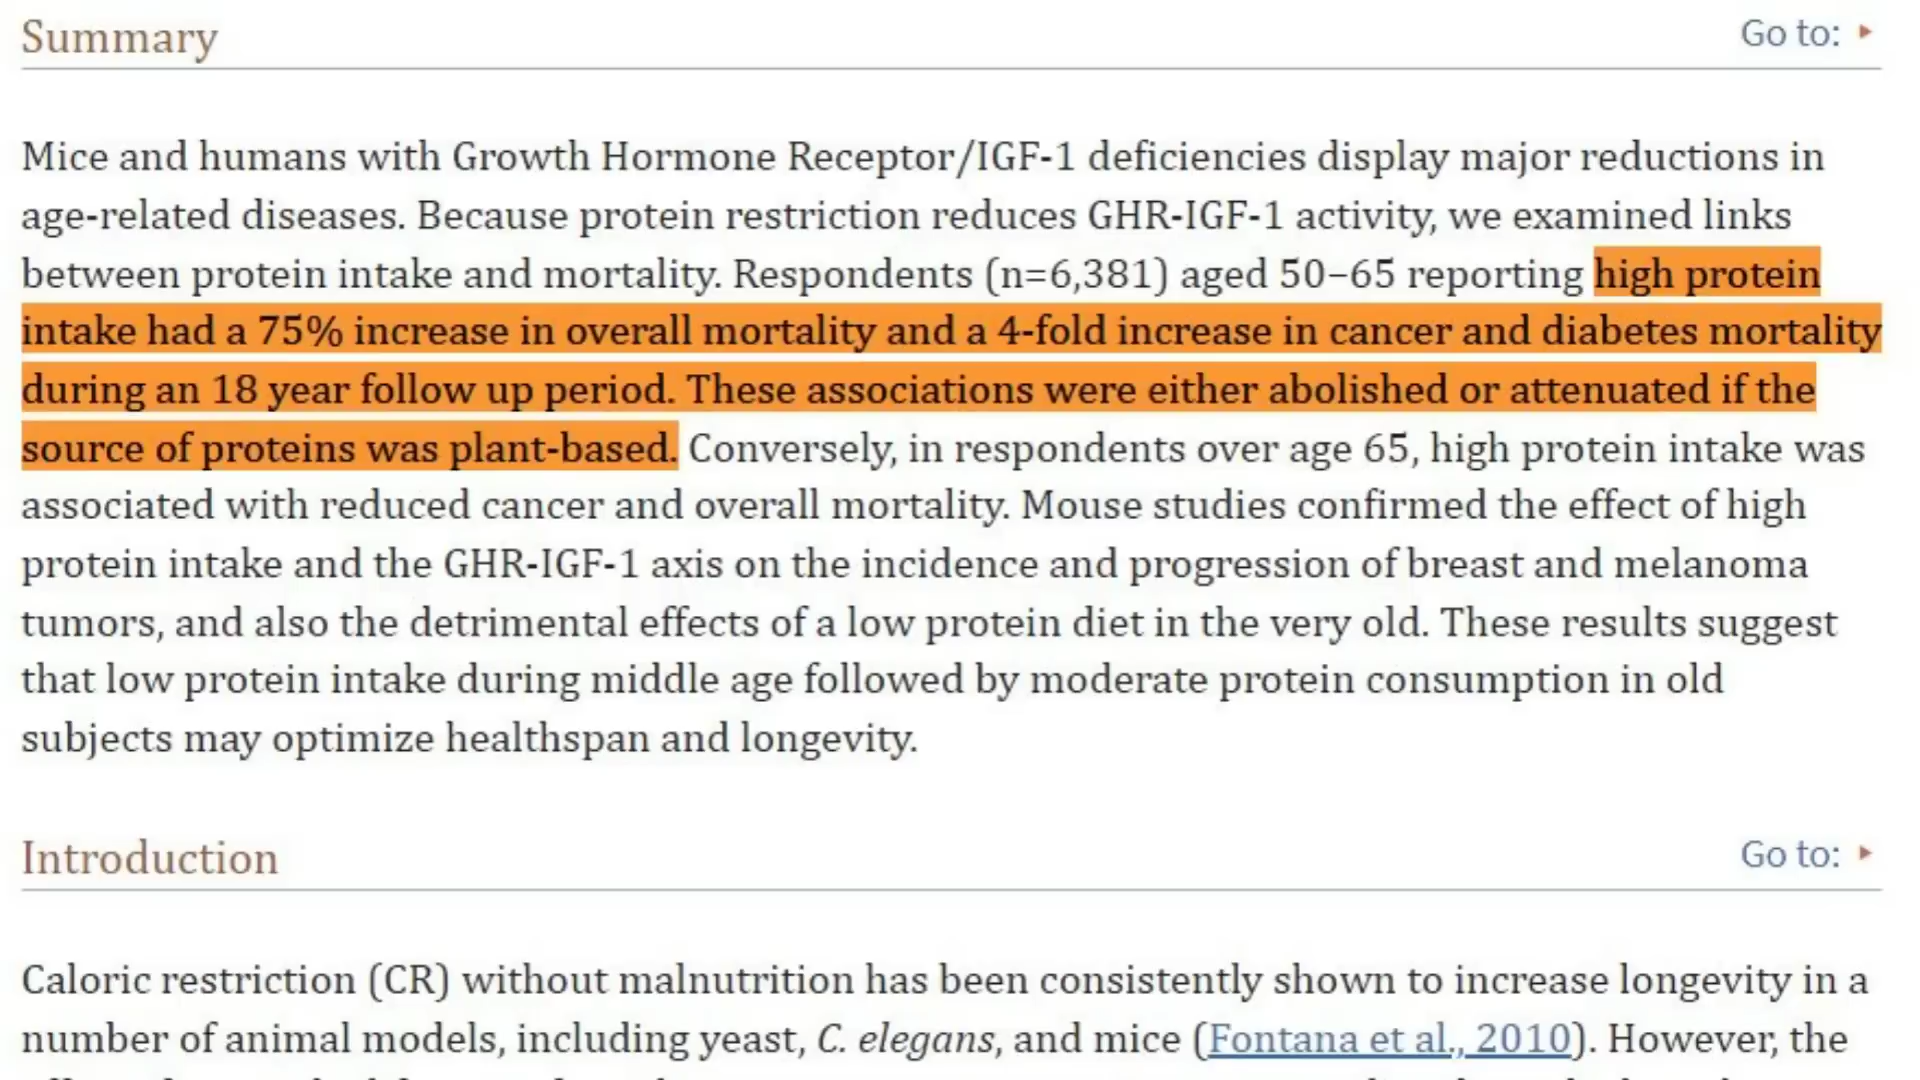 Summary
Go to:
Mice and humans with Growth Hormone Receptor/IGF-1 deficiencies display major reductions in
age-related diseases. Because protein restriction reduces GHR-IGF-1 activity, we examined links
between protein intake and mortality. Respondents (n=6,381) aged 50–65 reporting high protein
intake had a 75% increase in overall mortality and a 4-fold increase in cancer and diabetes mortality
during an 18 year follow up period. These associations were either abolished or attenuated if the
source of proteins was plant-based. Conversely, in respondents over age 65, high protein intake was
associated with reduced cancer and overall mortality. Mouse studies confirmed the effect of high
protein intake and the GHR-IGF-1 axis on the incidence and progression of breast and melanoma
tumors, and also the detrimental effects of a low protein diet in the very old. These results suggest
that low protein intake during middle age followed by moderate protein consumption in old
subjects may optimize healthspan and longevity.
Introduction
Go to:
Caloric restriction (CR) without malnutrition has been consistently shown to increase longevity in a
number of animal models, including yeast, C. elegans, and mice (Fontana et al., 2010). However, the